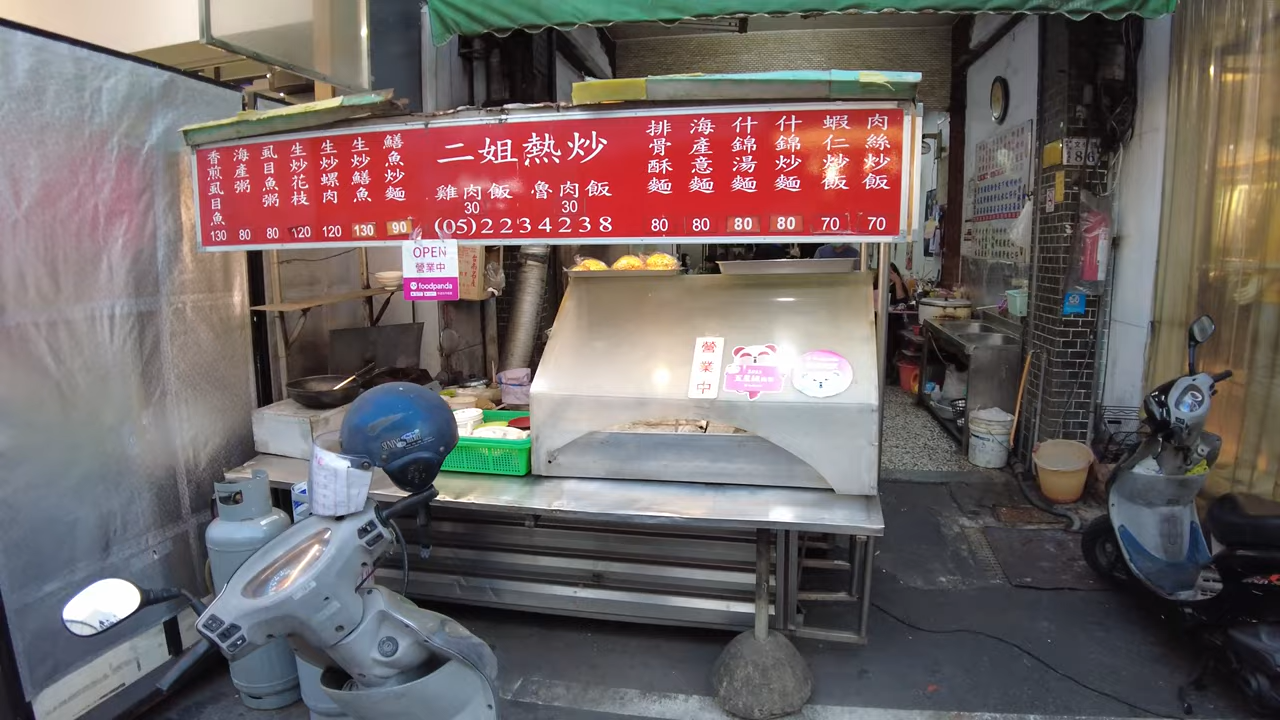 二姐熱炒
雞肉飯 魯肉飯
30 30
(05)2234238
香煎虱目魚 130
海產粥 80
虱目魚粥 80
生炒花枝 120
生炒螺肉 120
生炒鱔魚 130
鱔魚炒麵 90
排骨酥麵 80
海產意麵 80
什錦湯麵 80
什錦炒麵 80
蝦仁炒飯 70
肉絲炒飯 70
OPEN
營業中
foodpanda
營業中